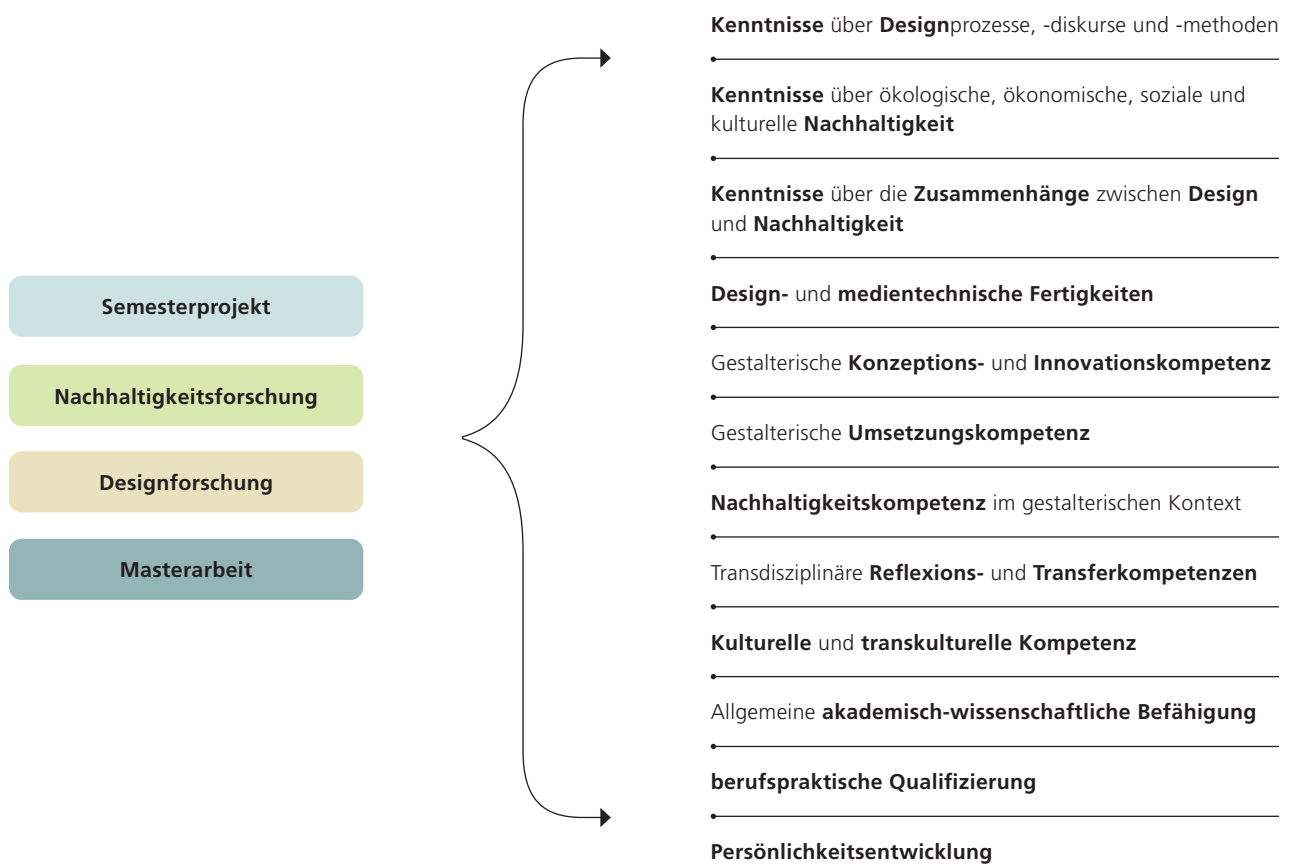 Semesterprojekt
Nachhaltigkeitsforschung
Designforschung
Masterarbeit
Kenntnisse über Designprozesse, -diskurse und -methoden
Kenntnisse über ökologische, ökonomische, soziale und
kulturelle Nachhaltigkeit
Kenntnisse über die Zusammenhänge zwischen Design
und Nachhaltigkeit
Design- und medientechnische Fertigkeiten
Gestalterische Konzeptions- und Innovationskompetenz
Gestalterische Umsetzungskompetenz
Nachhaltigkeitskompetenz im gestalterischen Kontext
Transdisziplinäre Reflexions- und Transferkompetenzen
Kulturelle und transkulturelle Kompetenz
Allgemeine akademisch-wissenschaftliche Befähigung
berufspraktische Qualifizierung
Persönlichkeitsentwicklung